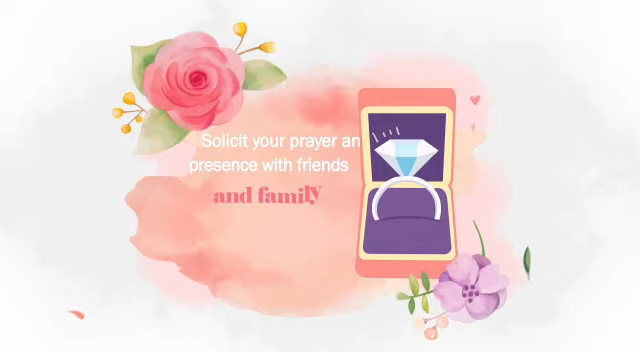 Solicit your prayer an
presence with friends
and family